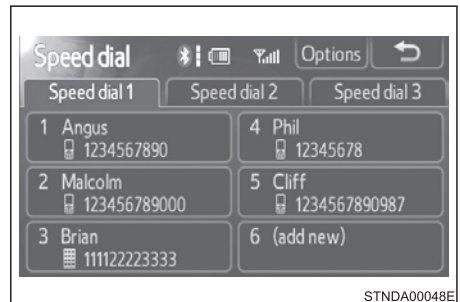 Speed dial Options
Speed dial 1 Speed dial 2 Speed dial 3
1 Angus
1234567890
4 Phil
12345678
2 Malcolm
123456789000
5 Cliff
1234567890987
3 Brian
111122223333
6 (add new)
STNDA00048E